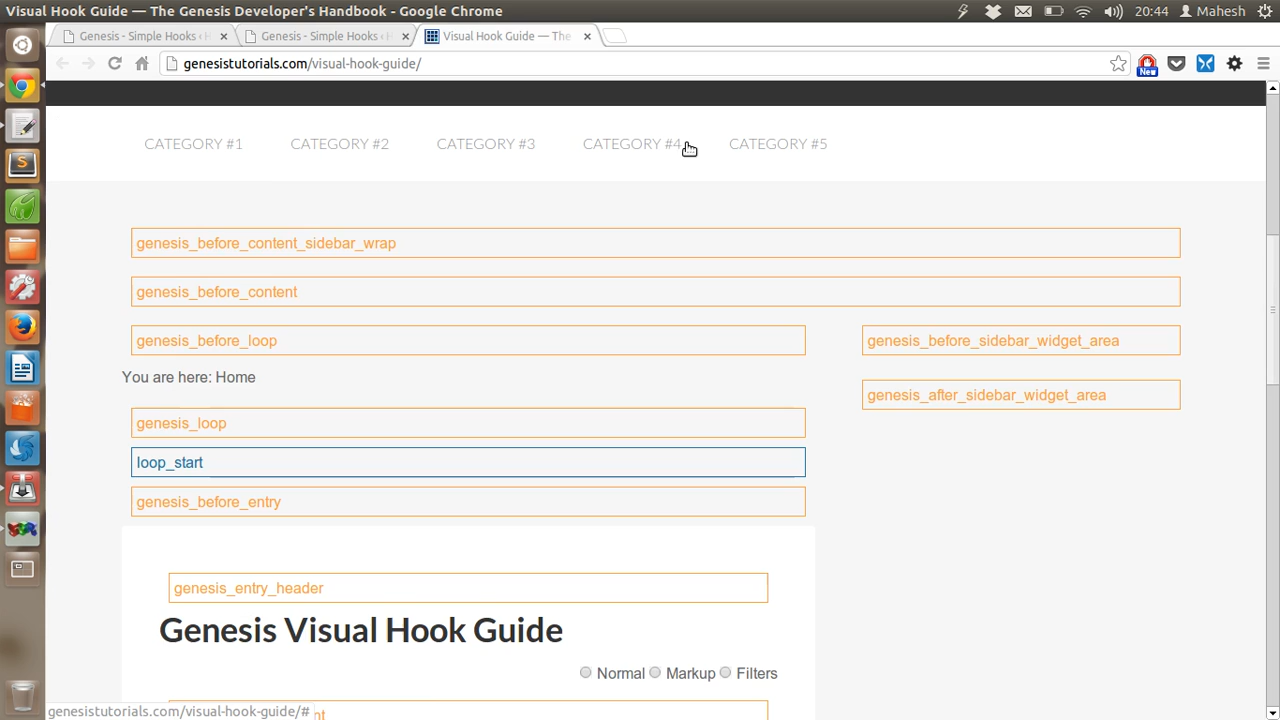 Visual Hook Guide — The Genesis Developer's Handbook - Google Chrome
20:44 Mahesh
Genesis - Simple Hooks ‹ H
Genesis - Simple Hooks ‹ H
Visual Hook Guide — The
genesistutorials.com/visual-hook-guide/
New
CATEGORY #1 CATEGORY #2 CATEGORY #3 CATEGORY #4 CATEGORY #5
genesis_before_content_sidebar_wrap
genesis_before_content
genesis_before_loop
genesis_before_sidebar_widget_area
You are here: Home
genesis_after_sidebar_widget_area
genesis_loop
loop_start
genesis_before_entry
genesis_entry_header
Genesis Visual Hook Guide
Normal Markup Filters
genesistutorials.com/visual-hook-guide/#